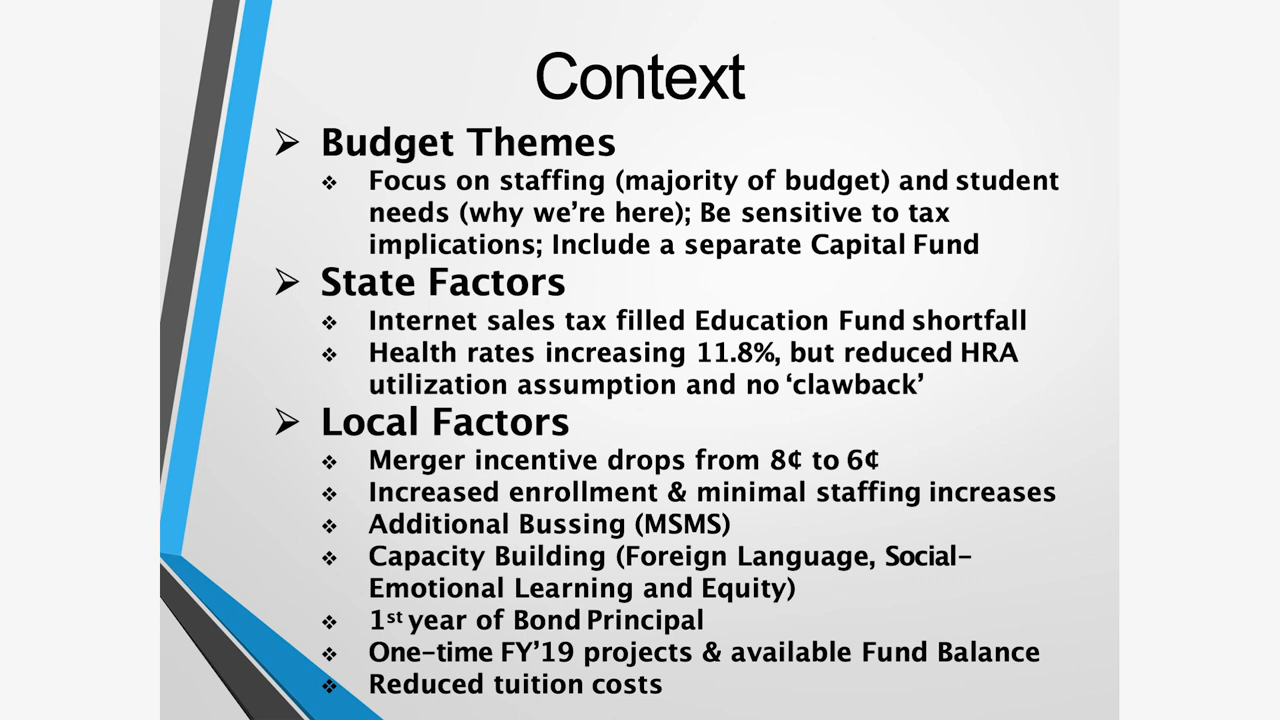 Context
Budget Themes
Focus on staffing (majority of budget) and student
needs (why we’re here); Be sensitive to tax
implications; Include a separate Capital Fund
State Factors
Internet sales tax filled Education Fund shortfall
Health rates increasing 11.8%, but reduced HRA
utilization assumption and no ‘clawback’
Local Factors
Merger incentive drops from 8¢ to 6¢
Increased enrollment & minimal staffing increases
Additional Bussing (MSMS)
Capacity Building (Foreign Language, Social-
Emotional Learning and Equity)
1st year of Bond Principal
One-time FY’19 projects & available Fund Balance
Reduced tuition costs